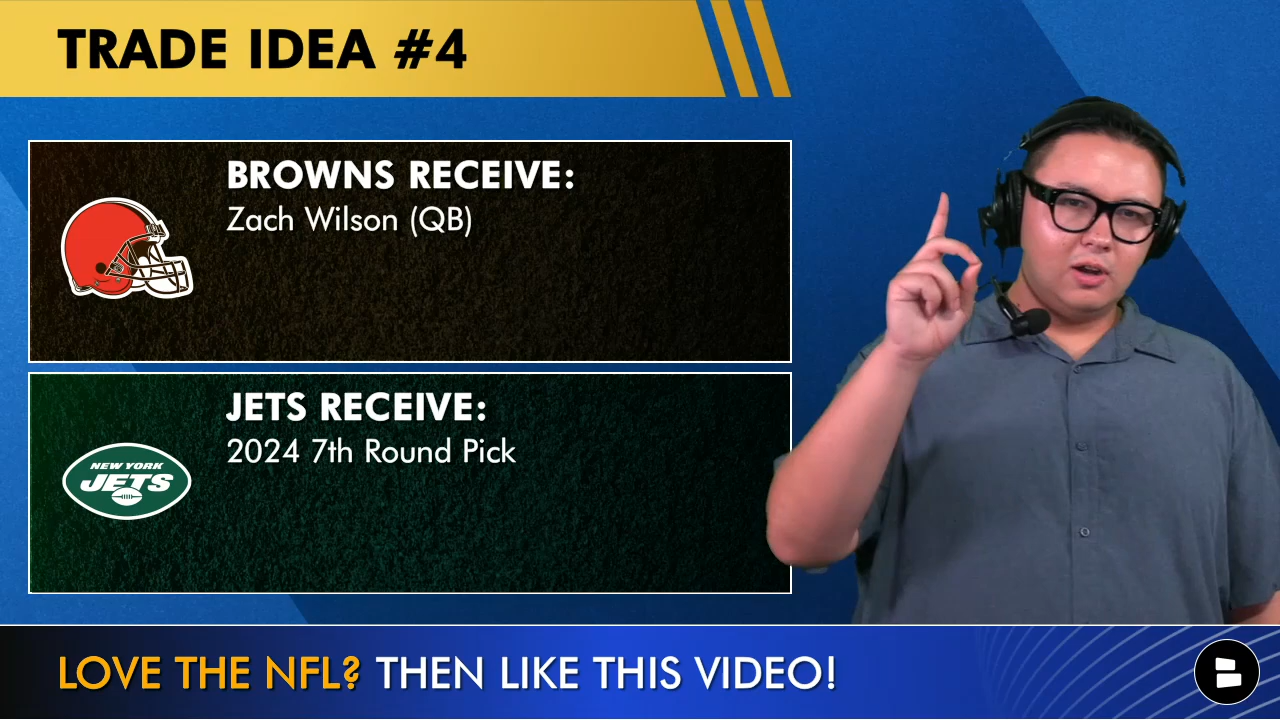 TRADE IDEA #4
BROWNS RECEIVE:
Zach Wilson (QB)
JETS RECEIVE:
2024 7th Round Pick
NEW YORK
JETS
LOVE THE NFL? THEN LIKE THIS VIDEO!